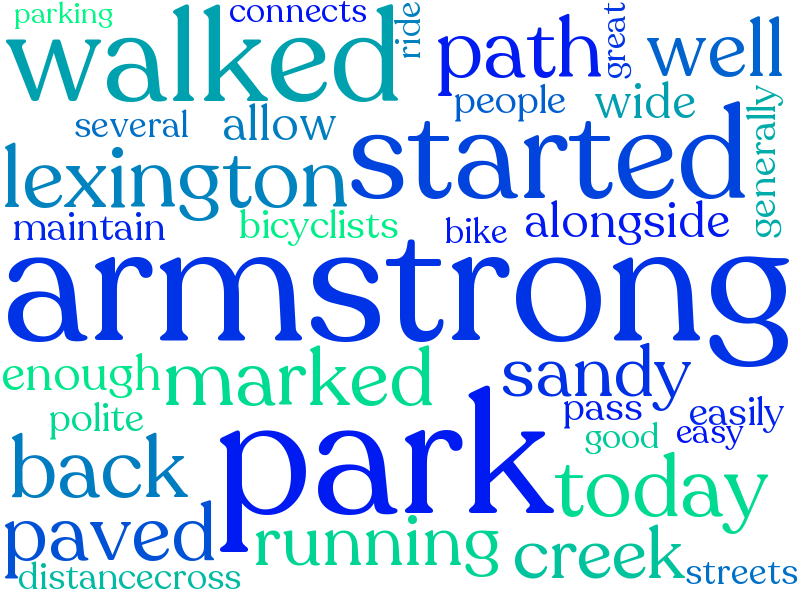 parking
connects
ride
great
walked
path
well
people
wide
several
allow
generally
started
lexington
maintain
bicyclists
bike
alongside
armstrong
enough
marked
sandy
polite
pass
easily
good
easy
park
back
today
paved
running
creek
distancecross
streets